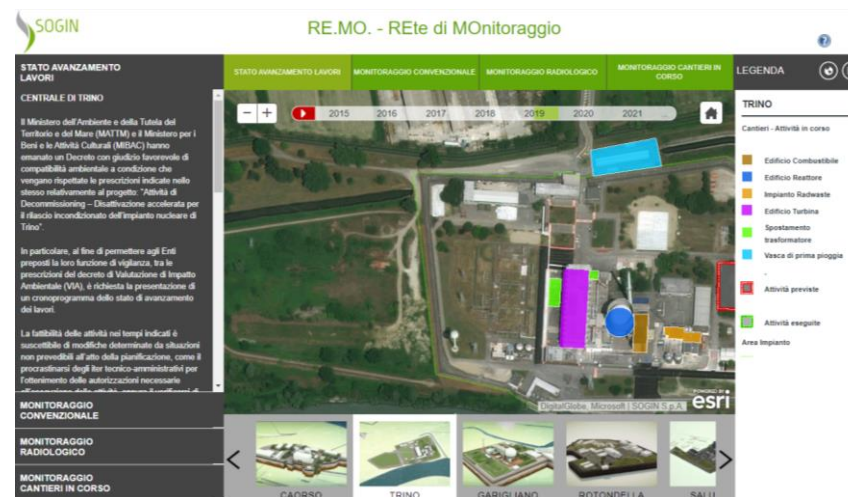 SOGIN
RE.MO. - REte di MOnitoraggio
?
STATO AVANZAMENTO
LAVORI
CENTRALE DI TRINO
Il Ministero dell'Ambiente e della Tutela del
Territorio e del Mare (MATTM) e il Ministero per i
Beni e le Attività Culturali (MIBAC) hanno
emanato un Decreto con giudizio favorevole di
compatibilità ambientale a condizione che
vengano rispettate le prescrizioni indicate nello
stesso relativamente al progetto: "Attività di
Decommissioning – Disattivazione accelerata per
il rilascio incondizionato dell'impianto nucleare di
Trino".
In particolare, al fine di permettere agli Enti
preposti la loro funzione di vigilanza, tra le
prescrizioni del decreto di Valutazione di Impatto
Ambientale (VIA), è richiesta la presentazione di
un cronoprogramma dello stato di avanzamento
dei lavori.
La fattibilità delle attività nei tempi indicati è
suscettibile di modifiche determinate da situazioni
non prevedibili all'atto della pianificazione, come il
procrastinarsi degli iter tecnico-amministrativi per
l'ottenimento delle autorizzazioni necessarie
MONITORAGGIO
CONVENZIONALE
MONITORAGGIO
RADIOLOGICO
MONITORAGGIO
CANTIERI IN CORSO
STATO AVANZAMENTO LAVORI
MONITORAGGIO CONVENZIONALE
MONITORAGGIO RADIOLOGICO
MONITORAGGIO CANTIERI IN
CORSO
− +
2015 2016 2017 2018 2019 2020 2021 ...
POWERED BY
esri
DigitalGlobe, Microsoft | SOGIN S.p.A.
CAORSO TRINO GARIGLIANO ROTONDELLA SALU
LEGENDA
TRINO
Cantieri - Attività in corso
Edificio Combustibile
Edificio Reattore
Impianto Radwaste
Edificio Turbina
Spostamento
trasformatore
Vasca di prima pioggia
-
Attività previste
Attività eseguite
Area Impianto